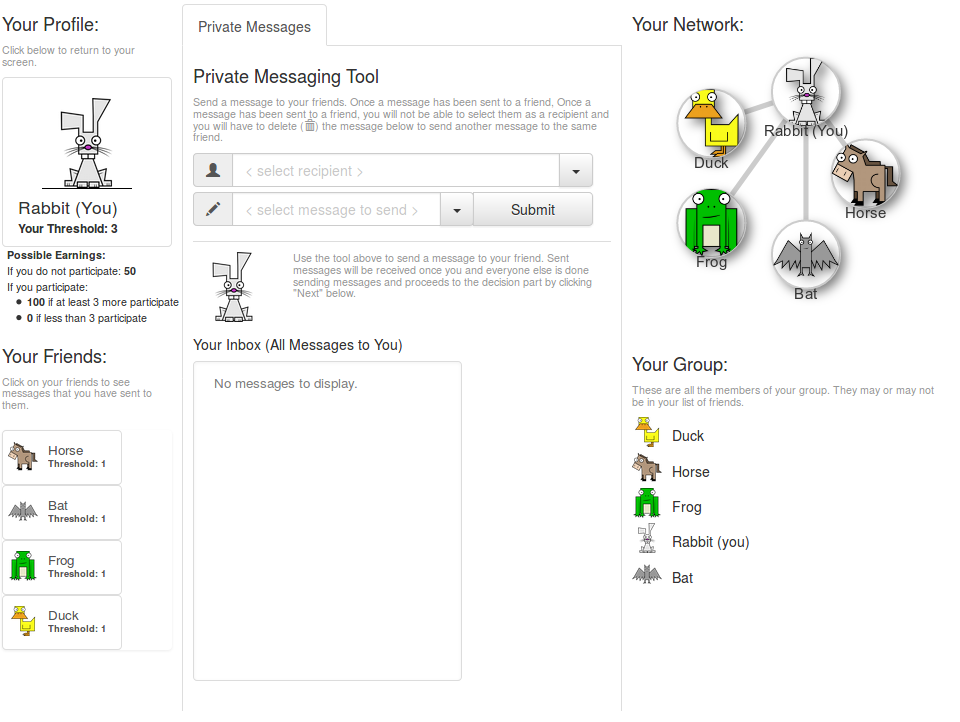 Your Profile:
Click below to return to your
screen.
Rabbit (You)
Your Threshold: 3
Possible Earnings:
If you do not participate: 50
If you participate:
100 if at least 3 more participate
0 if less than 3 participate
Your Friends:
Click on your friends to see
messages that you have sent to
them.
Horse
Threshold: 1
Bat
Threshold: 1
Frog
Threshold: 1
Duck
Threshold: 1
Private Messages
Private Messaging Tool
Send a message to your friends. Once a message has been sent to a friend, Once a
message has been sent to a friend, you will not be able to select them as a recipient and
you will have to delete ( ) the message below to send another message to the same
friend.
< select recipient >
< select message to send >
Submit
Use the tool above to send a message to your friend. Sent
messages will be received once you and everyone else is done
sending messages and proceeds to the decision part by clicking
"Next" below.
Your Inbox (All Messages to You)
No messages to display.
Your Network:
Rabbit (You)
Duck
Horse
Frog
Bat
Your Group:
These are all the members of your group. They may or may not
be in your list of friends.
Duck
Horse
Frog
Rabbit (you)
Bat